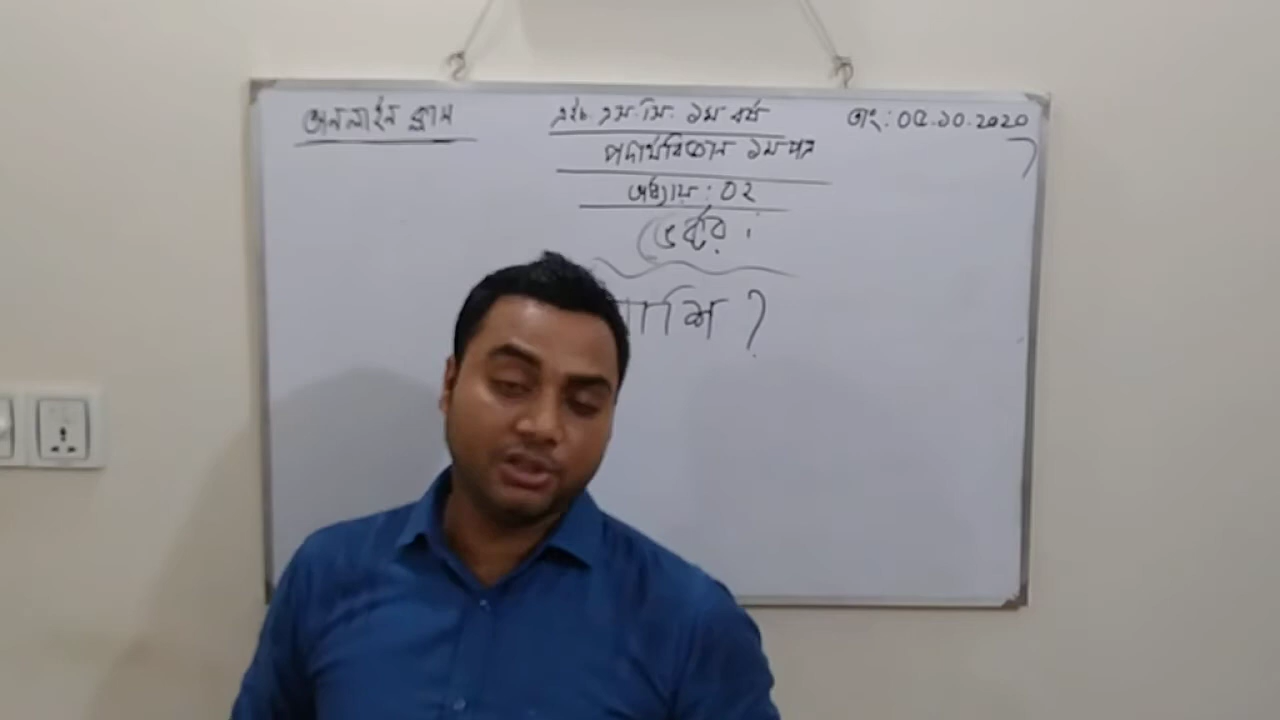 অনলাইন ক্লাস
এইচ.এস.সি. ১ম বর্ষ
তাং: ০৫.১০.২০২০
পদার্থবিজ্ঞান ১ম পত্র
অধ্যায় : ০২
ভেক্টর :
রাশি ?